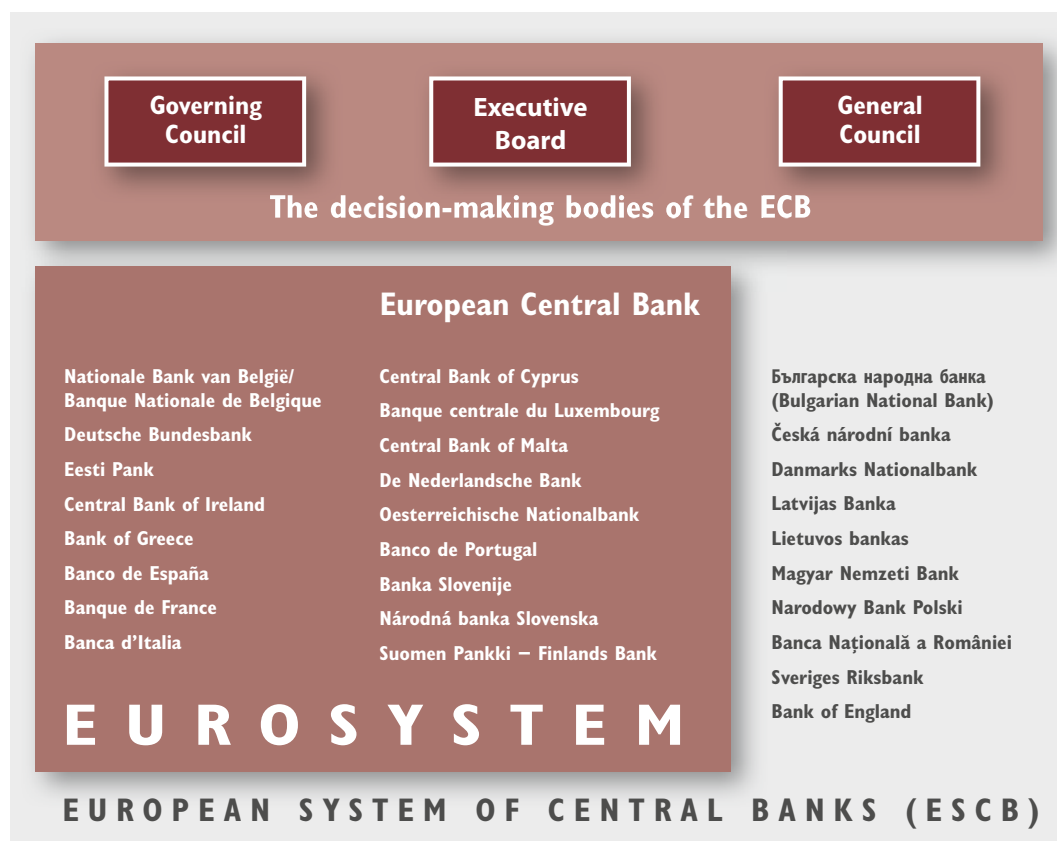 Governing
Council
Executive
Board
General
Council
The decision-making bodies of the ECB
European Central Bank
Nationale Bank van België/
Banque Nationale de Belgique
Deutsche Bundesbank
Eesti Pank
Central Bank of Ireland
Bank of Greece
Banco de España
Banque de France
Banca d'Italia
Central Bank of Cyprus
Banque centrale du Luxembourg
Central Bank of Malta
De Nederlandsche Bank
Oesterreichische Nationalbank
Banco de Portugal
Banka Slovenije
Národná banka Slovenska
Suomen Pankki – Finlands Bank
EUROSYSTEM
Българска народна банка
(Bulgarian National Bank)
Česká národní banka
Danmarks Nationalbank
Latvijas Banka
Lietuvos bankas
Magyar Nemzeti Bank
Narodowy Bank Polski
Banca Națională a României
Sveriges Riksbank
Bank of England
EUROPEAN SYSTEM OF CENTRAL BANKS (ESCB)